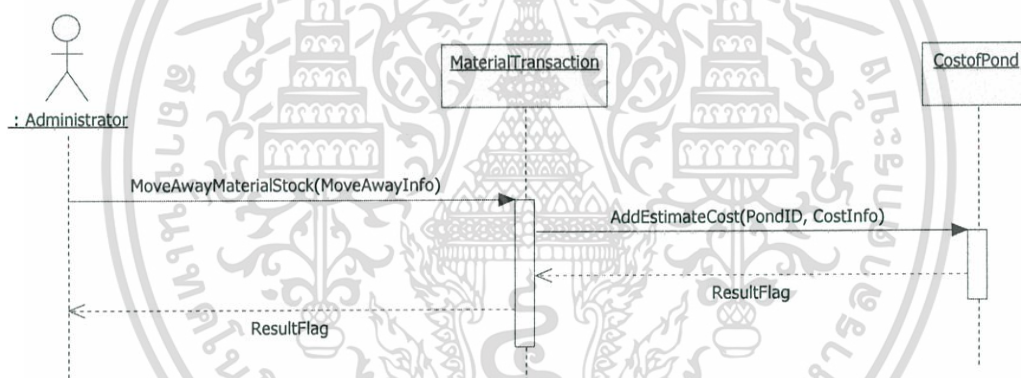 MaterialTransaction
CostofPond
: Administrator
MoveAwayMaterialStock(MoveAwayInfo)
AddEstimateCost(PondID, CostInfo)
ResultFlag
ResultFlag